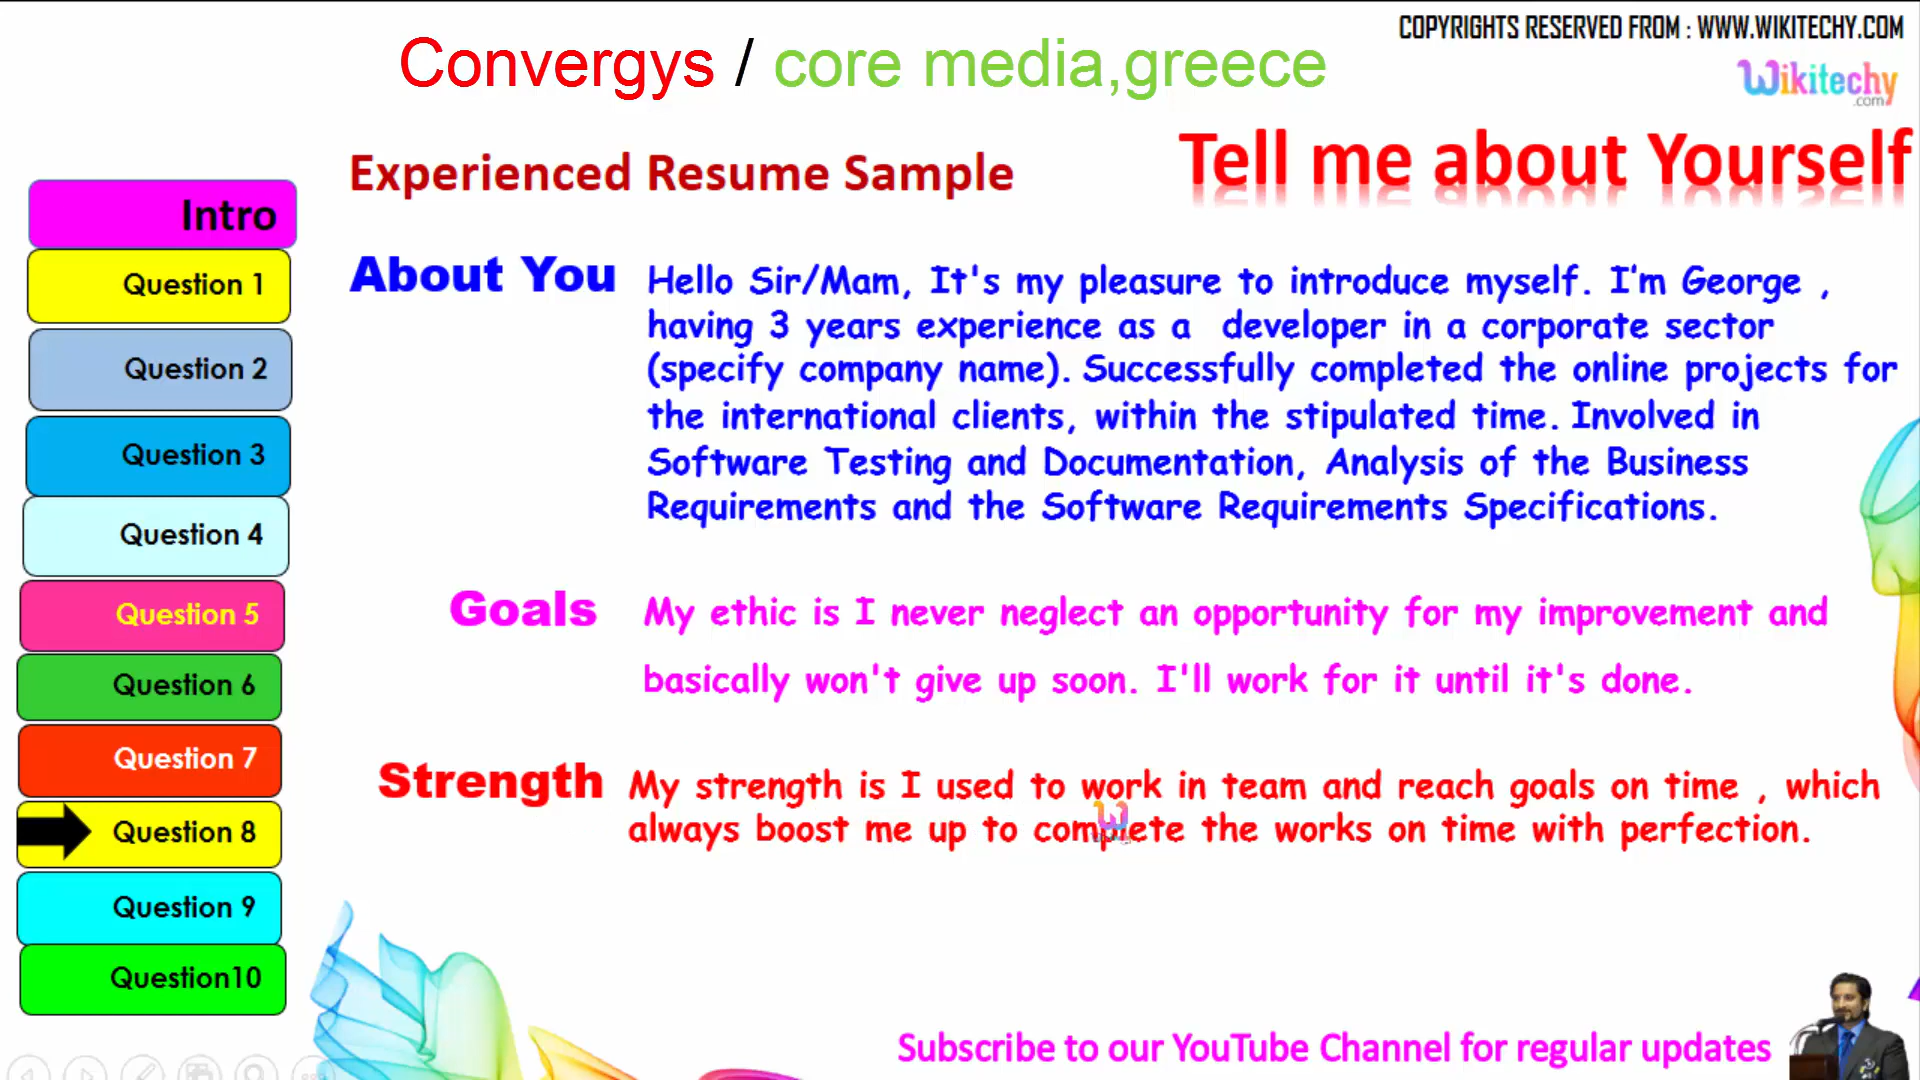 COPYRIGHTS RESERVED FROM : WWW.WIKITECHY.COM
Convergys / core media,greece
Wikitechy
.com
Tell me about Yourself
Experienced Resume Sample
Intro
Question 1
Question 2
Question 3
Question 4
Question 5
Question 6
Question 7
Question 8
Question 9
Question10
About You
Hello Sir/Mam, It's my pleasure to introduce myself. I'm George ,
having 3 years experience as a developer in a corporate sector
(specify company name). Successfully completed the online projects for
the international clients, within the stipulated time. Involved in
Software Testing and Documentation, Analysis of the Business
Requirements and the Software Requirements Specifications.
Goals
My ethic is I never neglect an opportunity for my improvement and
basically won't give up soon. I'll work for it until it's done.
Strength
My strength is I used to work in team and reach goals on time , which
always boost me up to complete the works on time with perfection.
Subscribe to our YouTube Channel for regular updates